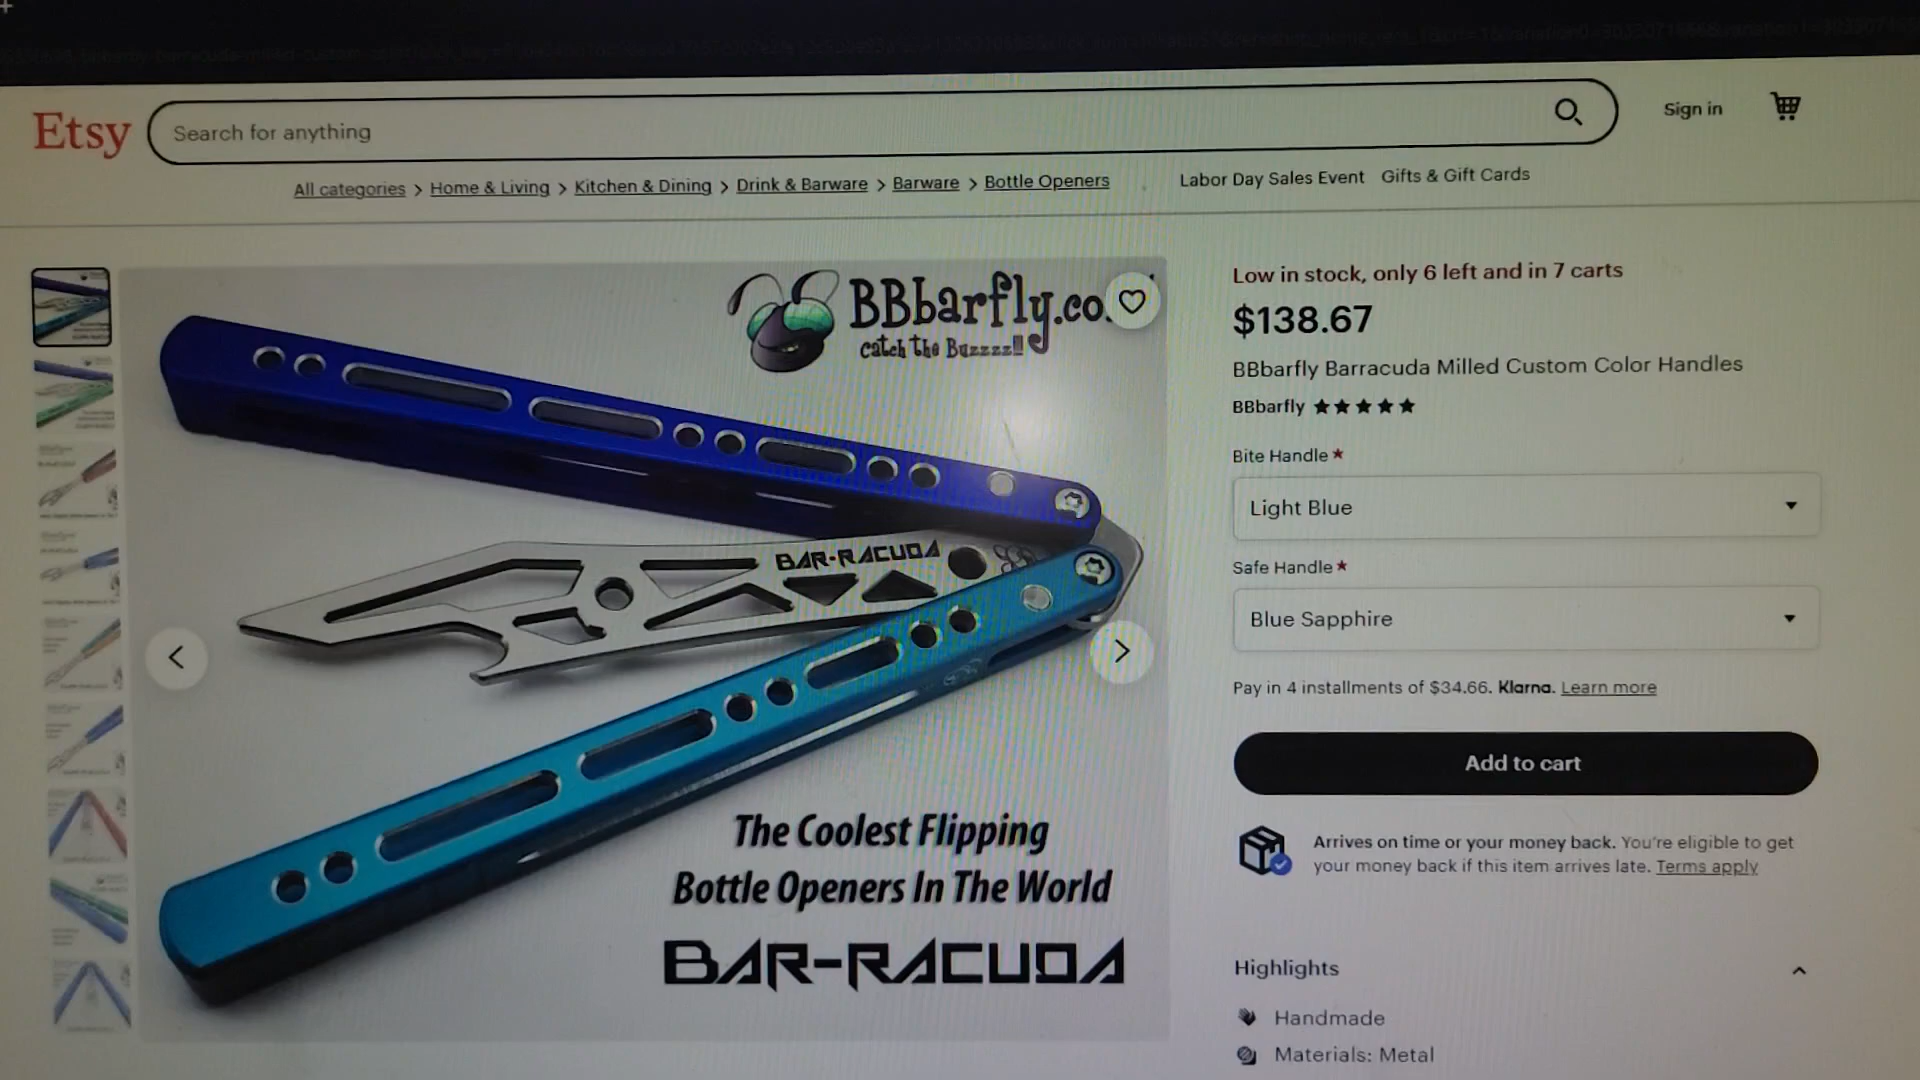 Etsy
Search for anything
Sign in
All categories > Home & Living > Kitchen & Dining > Drink & Barware > Barware > Bottle Openers
Labor Day Sales Event Gifts & Gift Cards
BBbarfly.co
Catch the Buzzzz!!
BAR-RACUDA
The Coolest Flipping
Bottle Openers In The World
BAR-RACUDA
Low in stock, only 6 left and in 7 carts
$138.67
BBbarfly Barracuda Milled Custom Color Handles
BBbarfly ★★★★★
Bite Handle *
Light Blue
Safe Handle *
Blue Sapphire
Pay in 4 installments of $34.66. Klarna. Learn more
Add to cart
Arrives on time or your money back. You're eligible to get
your money back if this item arrives late. Terms apply
Highlights
Handmade
Materials: Metal